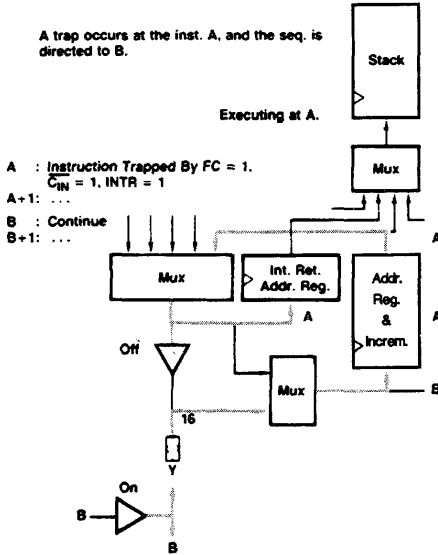 A trap occurs at the inst. A, and the seq. is
directed to B.
Stack
Executing at A.
A : Instruction Trapped By FC = 1,
CIN = 1, INTR = 1
A+1: ...
B : Continue
B+1: ...
Mux
A
Mux
Int. Ret.
Addr. Reg.
Addr.
Reg.
&
Increm.
A
A
Off
Mux
B
16
Y
On
B
B